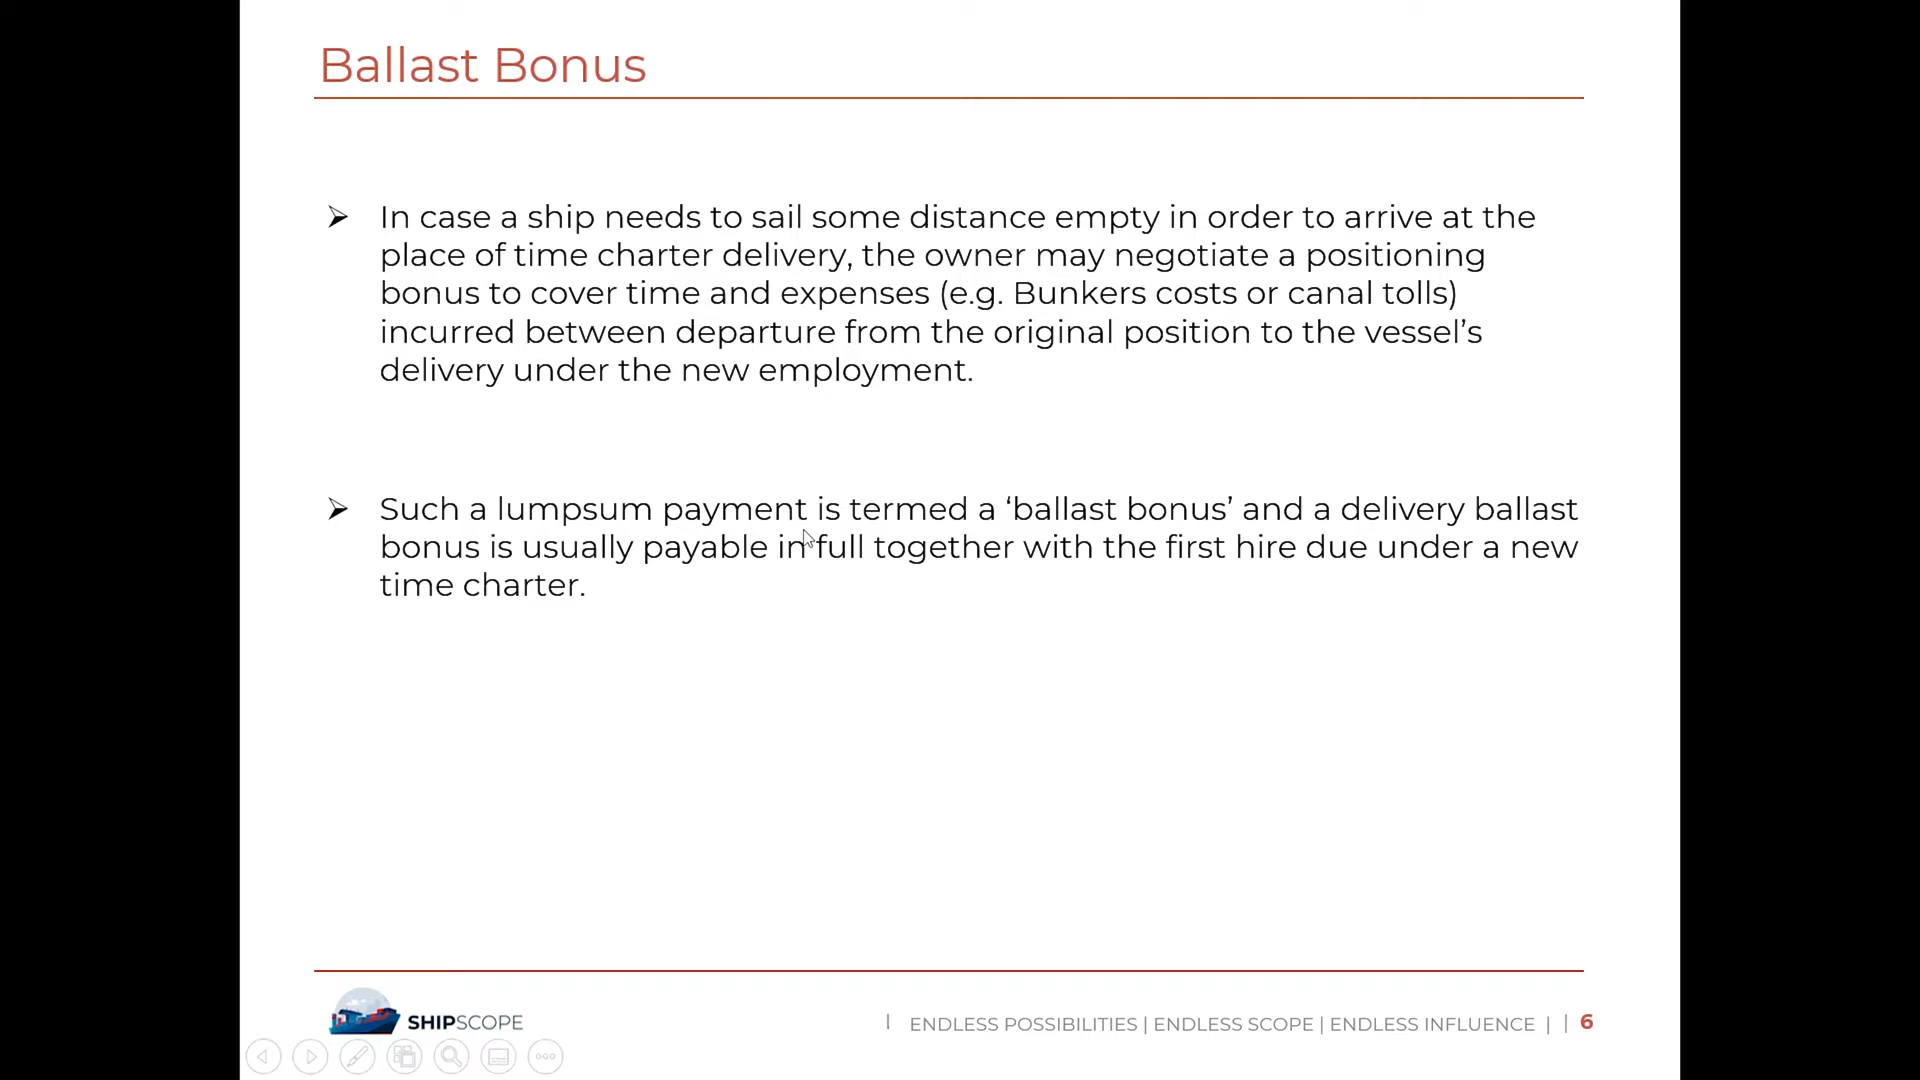 Ballast Bonus
➢ In case a ship needs to sail some distance empty in order to arrive at the
place of time charter delivery, the owner may negotiate a positioning
bonus to cover time and expenses (e.g. Bunkers costs or canal tolls)
incurred between departure from the original position to the vessel’s
delivery under the new employment.
➢ Such a lumpsum payment is termed a ‘ballast bonus’ and a delivery ballast
bonus is usually payable in full together with the first hire due under a new
time charter.
SHIPSCOPE
| ENDLESS POSSIBILITIES | ENDLESS SCOPE | ENDLESS INFLUENCE | | 6